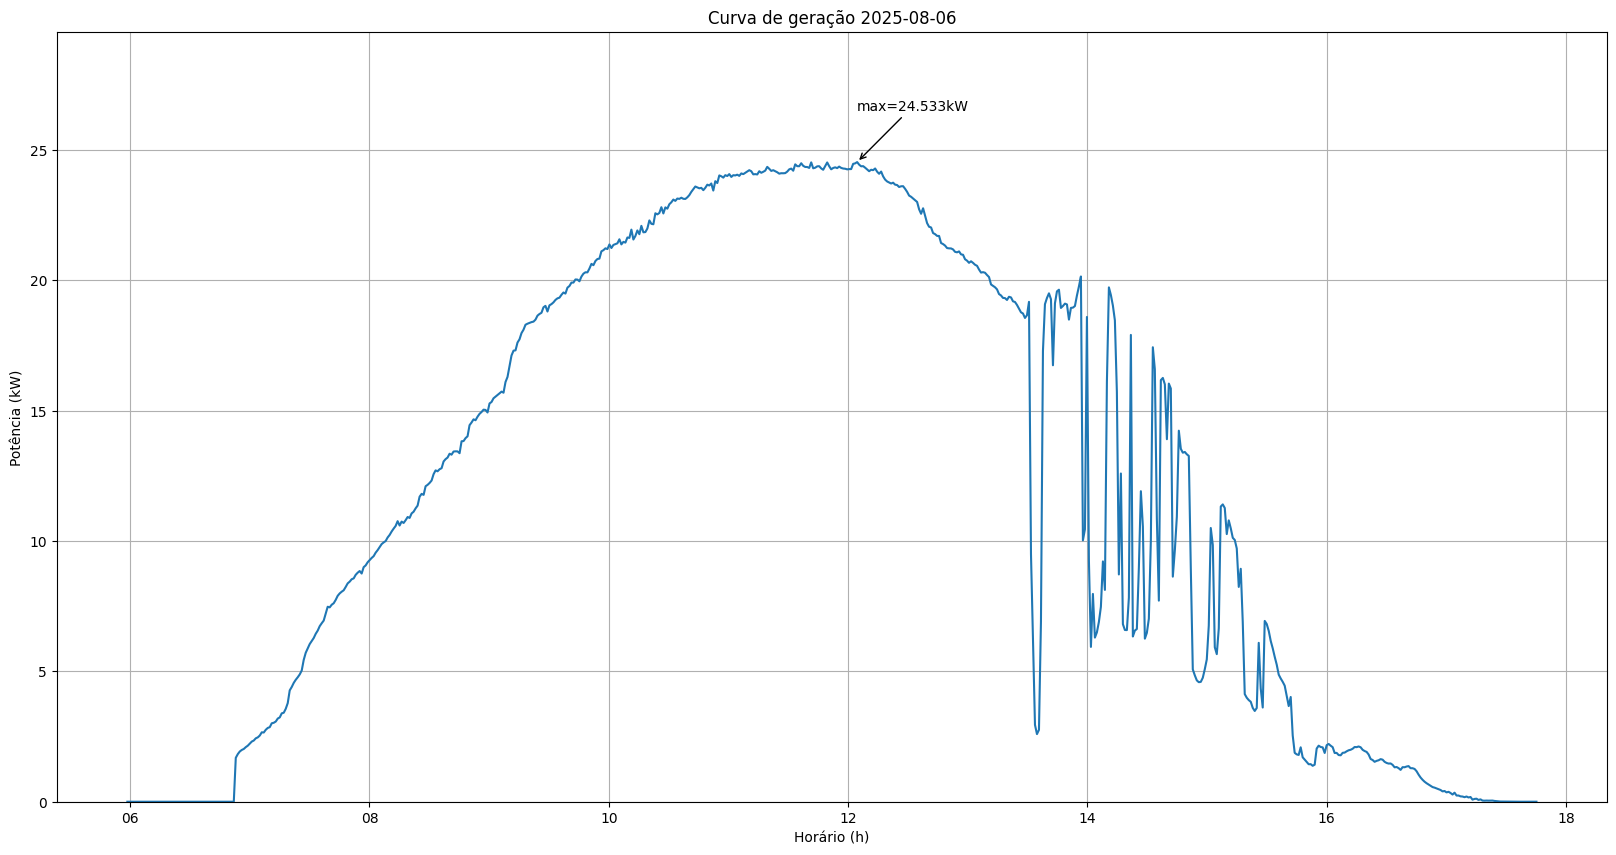 Curva de geração 2025-08-06
max=24.533kW
Potência (kW)
25
20
15
10
5
0
06 08 10 12 14 16 18
Horário (h)